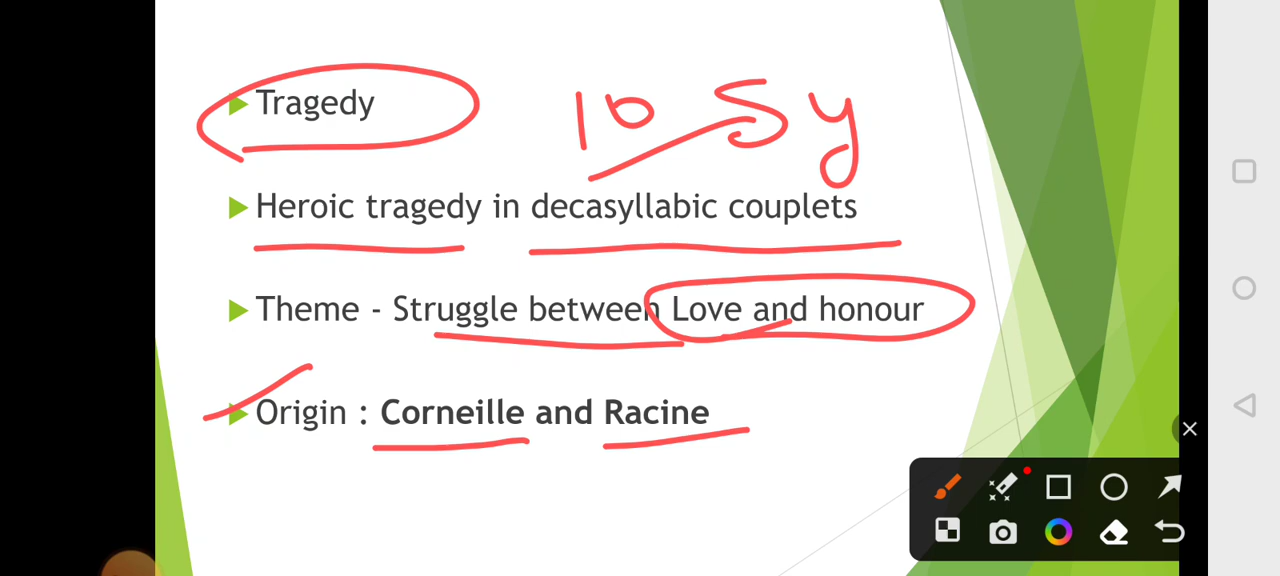 Tragedy
10 Sy
Heroic tragedy in decasyllabic couplets
Theme - Struggle between Love and honour
Origin : Corneille and Racine